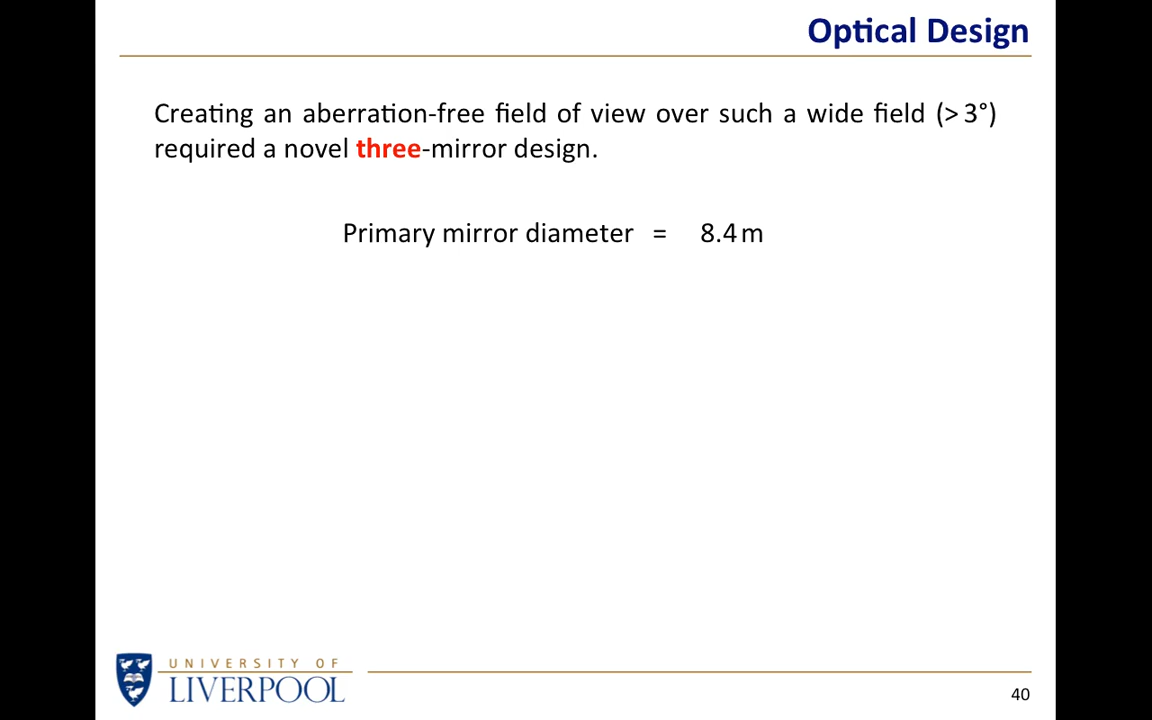 Optical Design
Creating an aberration-free field of view over such a wide field (> 3°)
required a novel three-mirror design.
Primary mirror diameter = 8.4 m
UNIVERSITY OF
LIVERPOOL
40